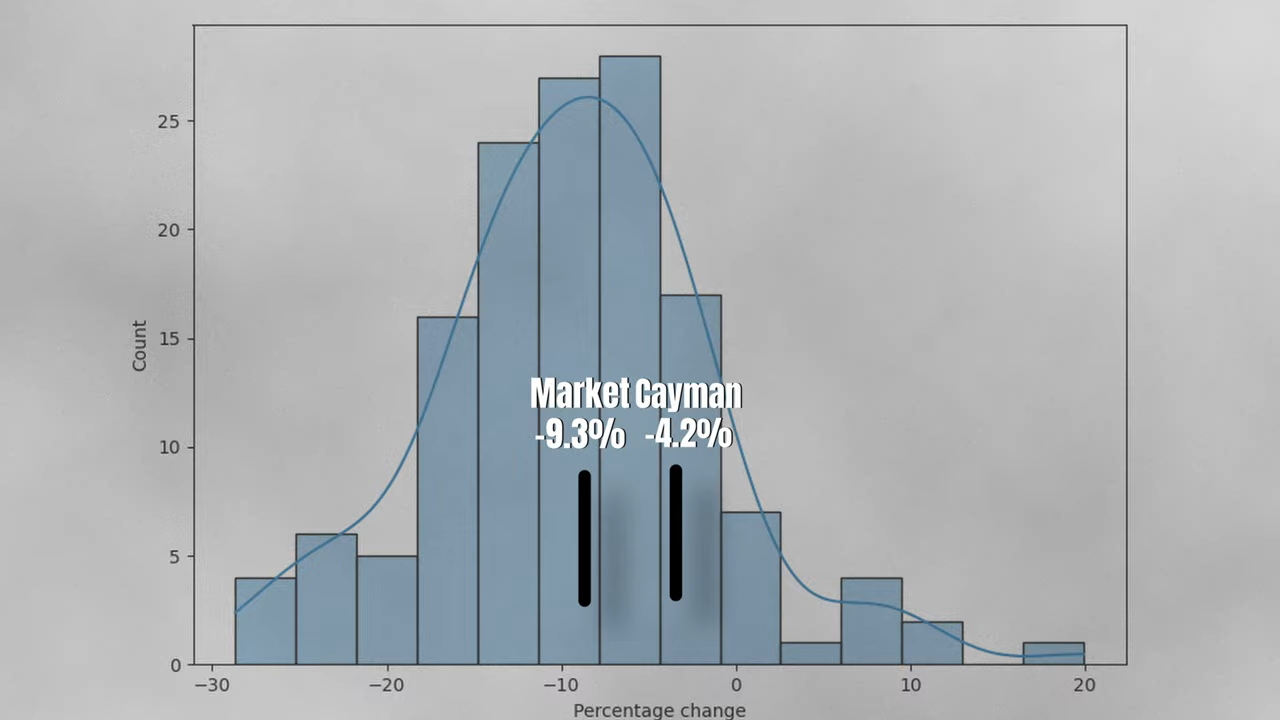 25
20
15
10
5
0
Count
Market Cayman
-9.3% -4.2%
−30 −20 −10 0 10 20
Percentage change